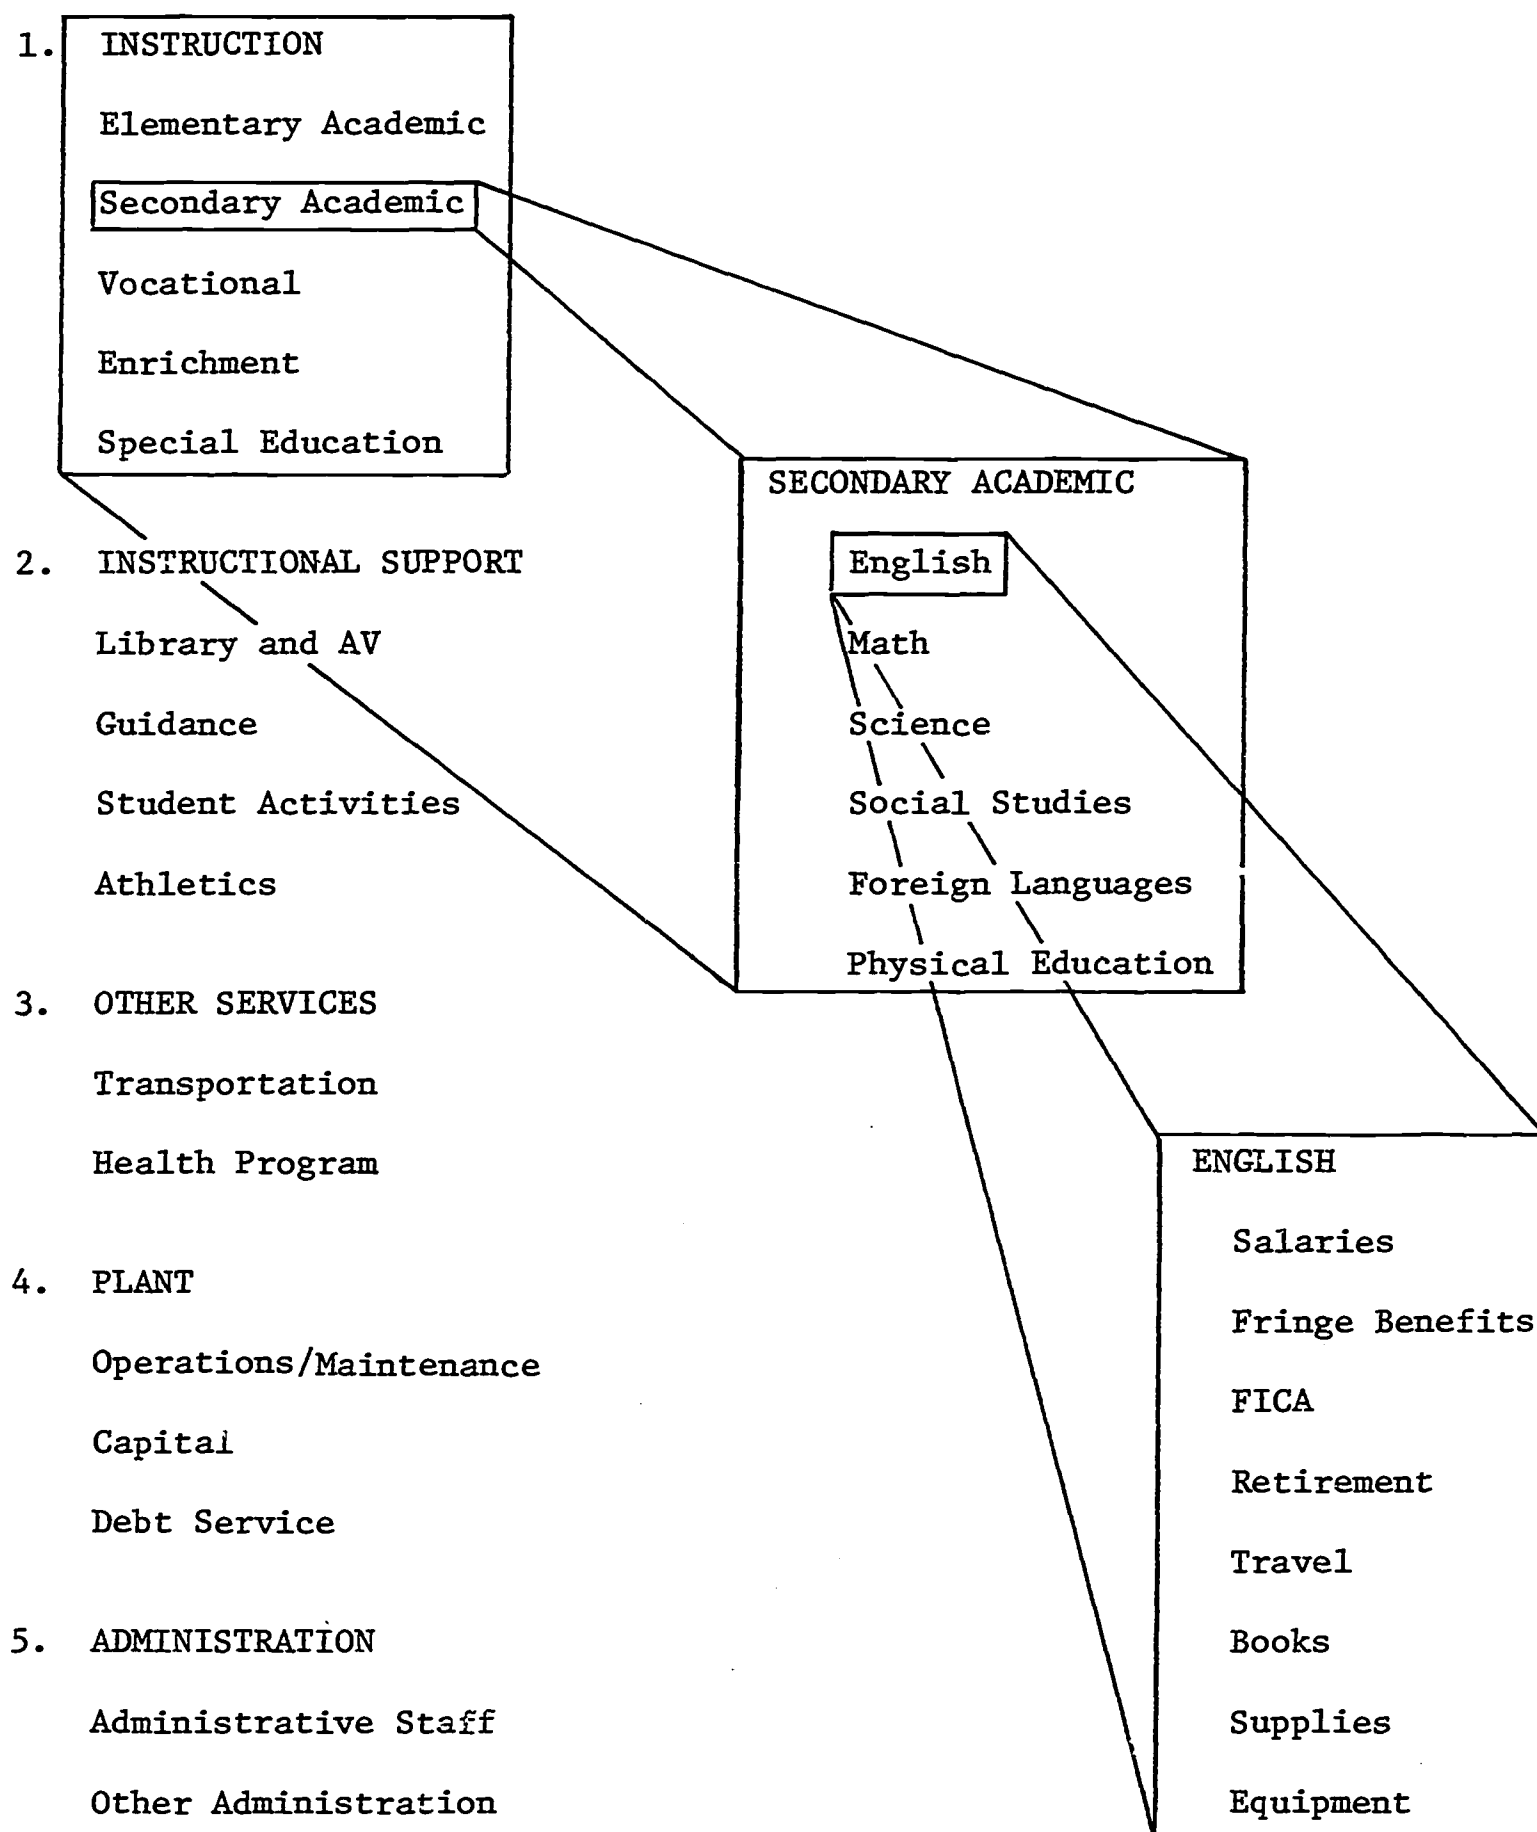 1. INSTRUCTION
Elementary Academic
Secondary Academic
Vocational
Enrichment
Special Education
2. INSTRUCTIONAL SUPPORT
Library and AV
Guidance
Student Activities
Athletics
3. OTHER SERVICES
Transportation
Health Program
4. PLANT
Operations/Maintenance
Capital
Debt Service
5. ADMINISTRATION
Administrative Staff
Other Administration
SECONDARY ACADEMIC
English
Math
Science
Social Studies
Foreign Languages
Physical Education
ENGLISH
Salaries
Fringe Benefits
FICA
Retirement
Travel
Books
Supplies
Equipment